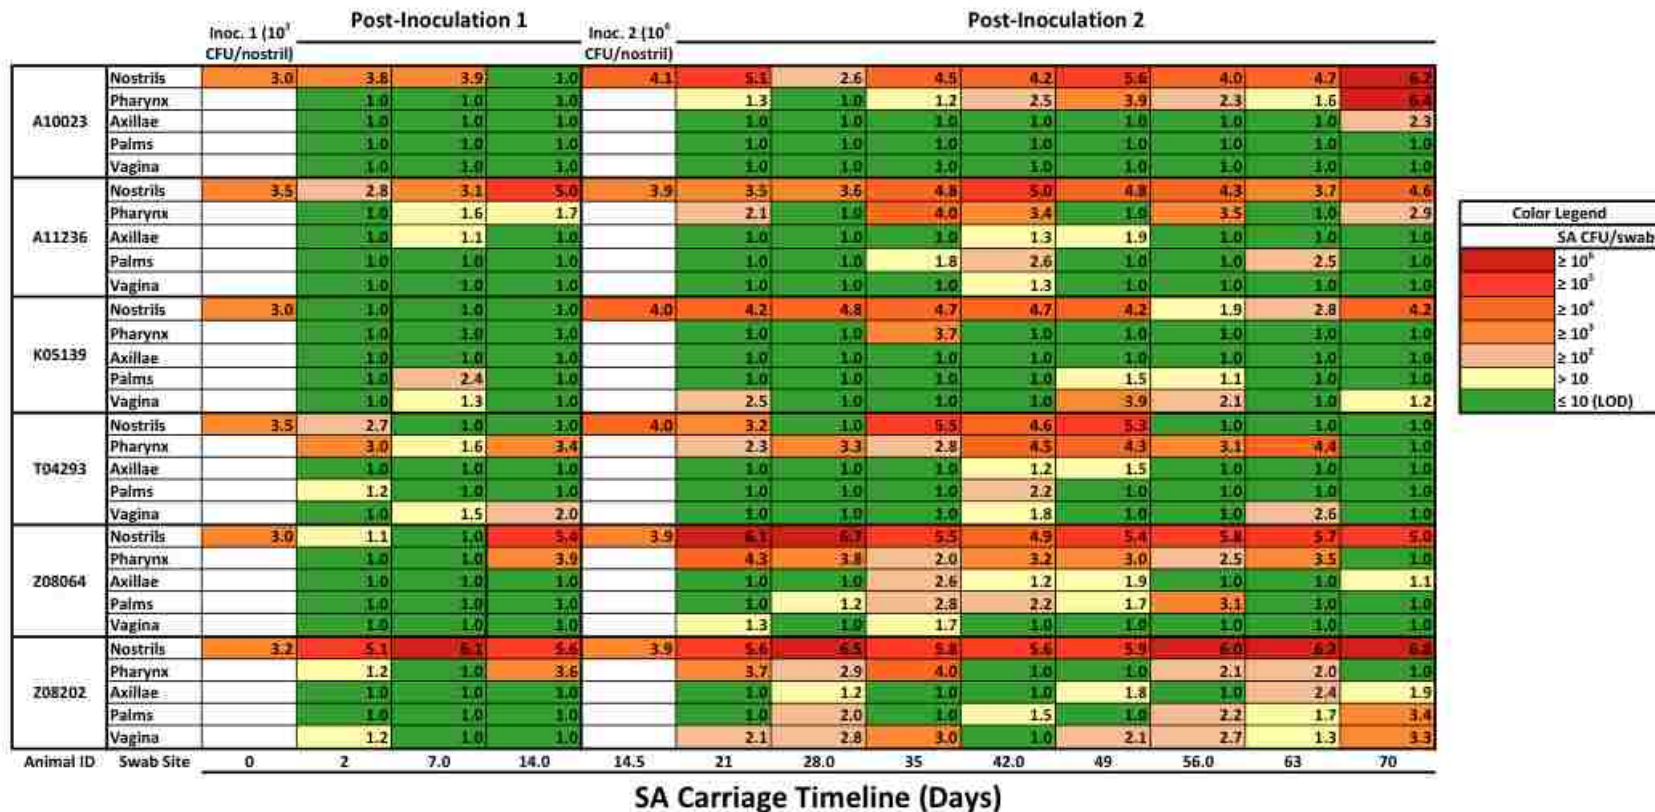 Post-Inoculation 1 Post-Inoculation 2
Inoc. 1 (10³ Inoc. 2 (10⁴
CFU/nostril) CFU/nostril)
Nostrils 3.0 3.8 3.9 1.0 4.1 5.1 2.6 4.5 4.2 5.6 4.0 4.7 6.2
Pharynx 1.0 1.0 1.0 1.3 1.0 1.2 2.5 3.9 2.3 1.6 6.4
A10023 Axillae 1.0 1.0 1.0 1.0 1.0 1.0 1.0 1.0 1.0 1.0 2.3
Palms 1.0 1.0 1.0 1.0 1.0 1.0 1.0 1.0 1.0 1.0 1.0
Vagina 1.0 1.0 1.0 1.0 1.0 1.0 1.0 1.0 1.0 1.0 1.0
Nostrils 3.5 2.8 3.1 5.0 3.9 3.5 3.6 4.8 5.0 4.8 4.3 3.7 4.6
Pharynx 1.0 1.6 1.7 2.1 1.0 4.0 3.4 1.0 3.5 1.0 2.9
A11236 Axillae 1.0 1.1 1.0 1.0 1.0 1.0 1.3 1.9 1.0 1.0 1.0
Palms 1.0 1.0 1.0 1.0 1.0 1.8 2.6 1.0 1.0 2.5 1.0
Vagina 1.0 1.0 1.0 1.0 1.0 1.0 1.3 1.0 1.0 1.0 1.0
Nostrils 3.0 1.0 1.0 1.0 4.0 4.2 4.8 4.7 4.7 4.2 1.9 2.8 4.2
Pharynx 1.0 1.0 1.0 1.0 1.0 3.7 1.0 1.0 1.0 1.0 1.0
K05139 Axillae 1.0 1.0 1.0 1.0 1.0 1.0 1.0 1.0 1.0 1.0 1.0
Palms 1.0 2.4 1.0 1.0 1.0 1.0 1.0 1.5 1.1 1.0 1.0
Vagina 1.0 1.3 1.0 2.5 1.0 1.0 1.0 3.9 2.1 1.0 1.2
Nostrils 3.5 2.7 1.0 1.0 4.0 3.2 1.0 5.5 4.6 5.3 1.0 1.0 1.0
Pharynx 3.0 1.6 3.4 2.3 3.3 2.8 4.5 4.3 3.1 4.4 1.0
T04293 Axillae 1.0 1.0 1.0 1.0 1.0 1.0 1.2 1.5 1.0 1.0 1.0
Palms 1.2 1.0 1.0 1.0 1.0 1.0 2.2 1.0 1.0 1.0 1.0
Vagina 1.0 1.5 2.0 1.0 1.0 1.0 1.8 1.0 1.0 2.6 1.0
Nostrils 3.0 1.1 1.0 5.4 3.9 6.1 6.7 5.5 4.9 5.4 5.8 5.7 5.0
Pharynx 1.0 1.0 3.9 4.3 3.8 2.0 3.2 3.0 2.5 3.5 1.0
Z08064 Axillae 1.0 1.0 1.0 1.0 1.0 2.6 1.2 1.9 1.0 1.0 1.1
Palms 1.0 1.0 1.0 1.0 1.2 2.8 2.2 1.7 3.1 1.0 1.0
Vagina 1.0 1.0 1.0 1.3 1.0 1.7 1.0 1.0 1.0 1.0 1.0
Nostrils 3.2 5.1 6.1 5.6 3.9 5.6 6.5 5.8 5.6 5.9 6.0 6.2 6.8
Pharynx 1.2 1.0 3.6 3.7 2.9 4.0 1.0 1.0 2.1 2.0 1.0
Z08202 Axillae 1.0 1.0 1.0 1.0 1.2 1.0 1.0 1.8 1.0 2.4 1.9
Palms 1.0 1.0 1.0 1.0 2.0 1.0 1.5 1.0 2.2 1.7 3.4
Vagina 1.2 1.0 1.0 2.1 2.8 3.0 1.0 2.1 2.7 1.3 3.3
Animal ID Swab Site 0 2 7.0 14.0 14.5 21 28.0 35 42.0 49 56.0 63 70
SA Carriage Timeline (Days)
Color Legend
SA CFU/swab
≥ 10⁶
≥ 10⁵
≥ 10⁴
≥ 10³
≥ 10²
> 10
≤ 10 (LOD)